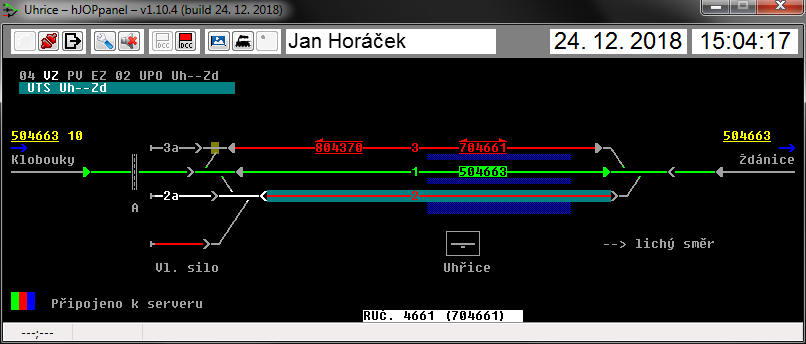 Uhrice – hJOPpanel – v1.10.4 (build 24. 12. 2018)
DCC DCC Jan Horáček 24. 12. 2018 15:04:17
04 VZ PV EZ 02 UPO Uh--Zd
UTS Uh--Zd
504663 10 504663
3a 804370 3 704661
Klobouky 1 504663 Ždánice
2a 2
A
Vl. silo Uhřice --> lichý směr
Připojeno k serveru
RUČ. 4661 (704661)
---;---